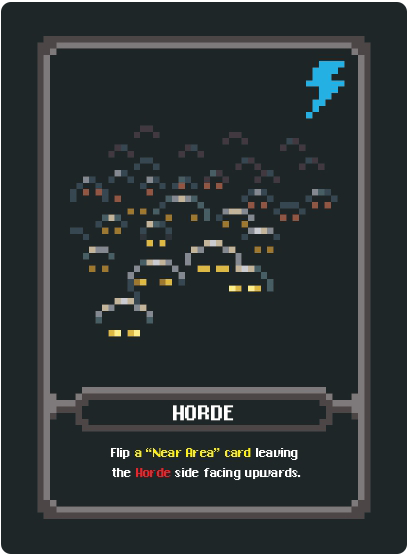 HORDE
Flip a “Near Area” card leaving
the Horde side facing upwards.